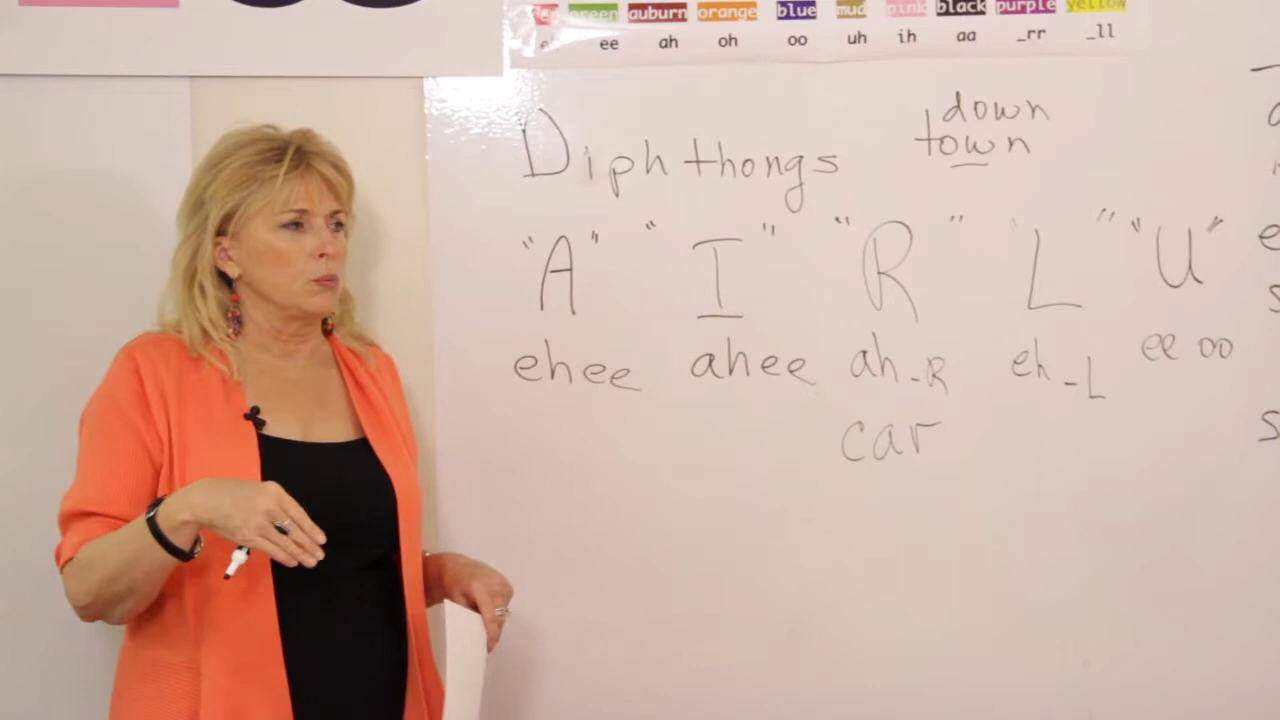 red green auburn orange blue mud pink black purple yellow
ee ah oh oo uh ih aa _rr _ll
down
Diphthongs town
"A" "I" "R" "L" "U"
ehee ahee ah-R eh-L ee oo
car